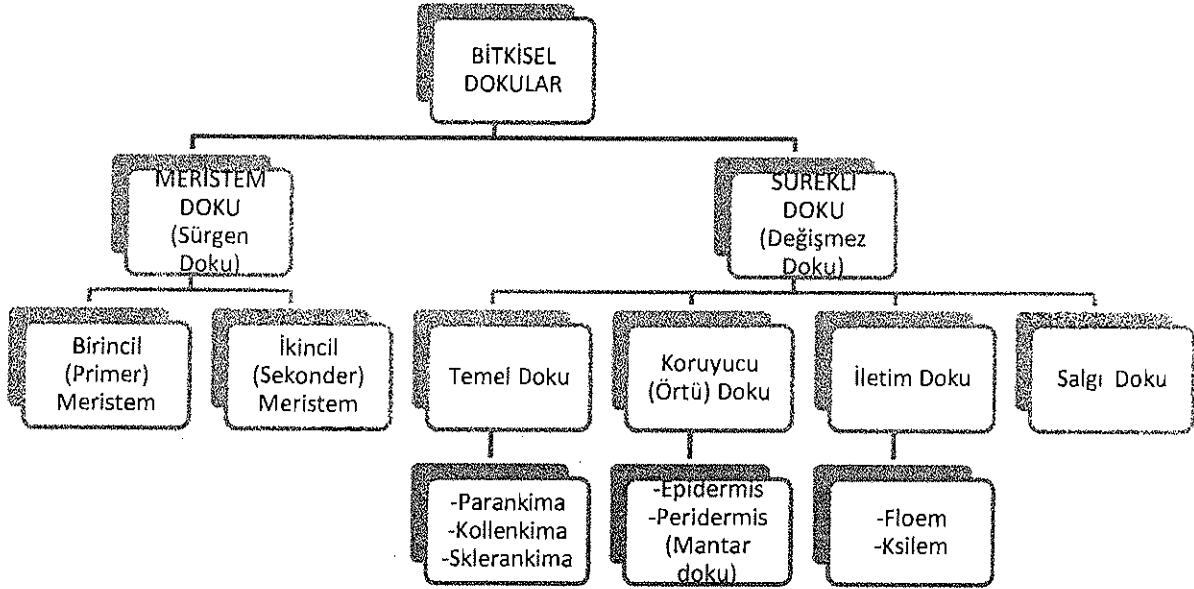 BİTKİSEL
DOKULAR
MERİSTEM
DOKU
(Sürgen
Doku)
SÜREKLİ
DOKU
(Değişmez
Doku)
Birincil
(Primer)
Meristem
İkincil
(Sekonder)
Meristem
Temel Doku
Koruyucu
(Örtü) Doku
İletim Doku
Salgı Doku
-Parankima
-Kollenkima
-Sklerankima
-Epidermis
-Peridermis
(Mantar
doku)
-Floem
-Ksilem